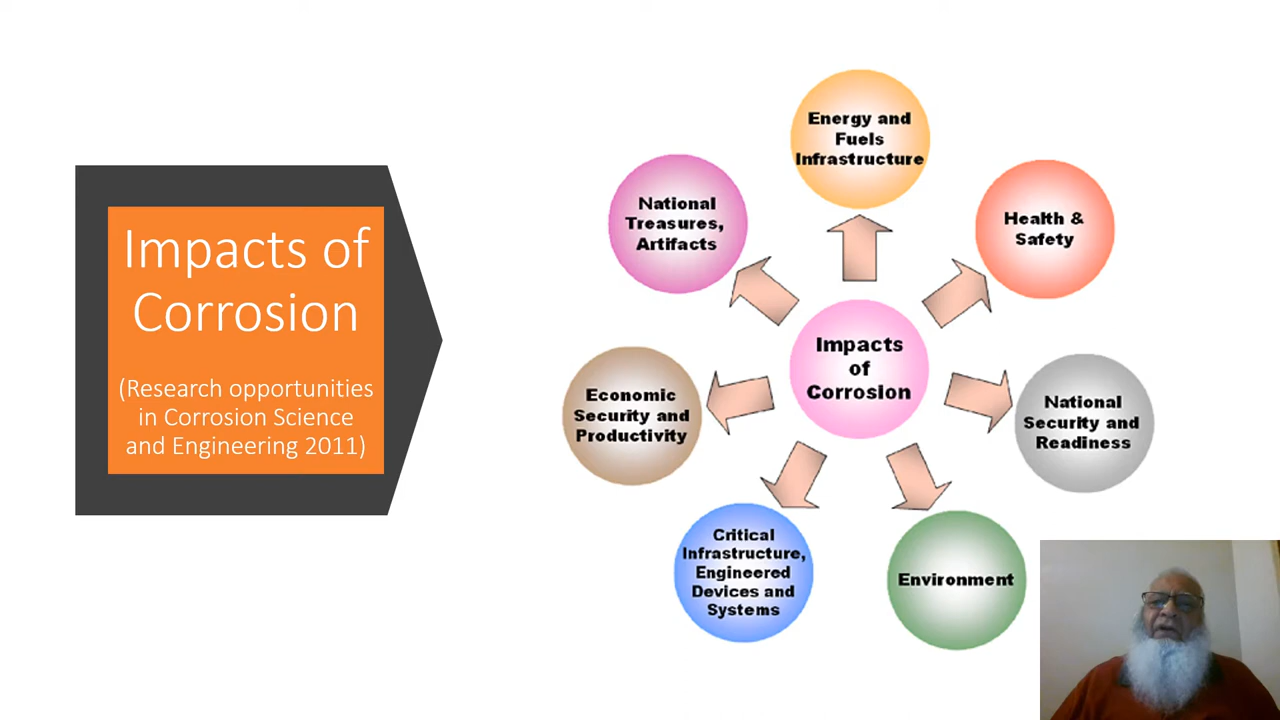 Impacts of
Corrosion
(Research opportunities
in Corrosion Science
and Engineering 2011)
Energy and
Fuels
Infrastructure
National
Treasures,
Artifacts
Health &
Safety
Impacts
of
Corrosion
Economic
Security and
Productivity
National
Security and
Readiness
Critical
Infrastructure,
Engineered
Devices and
Systems
Environment